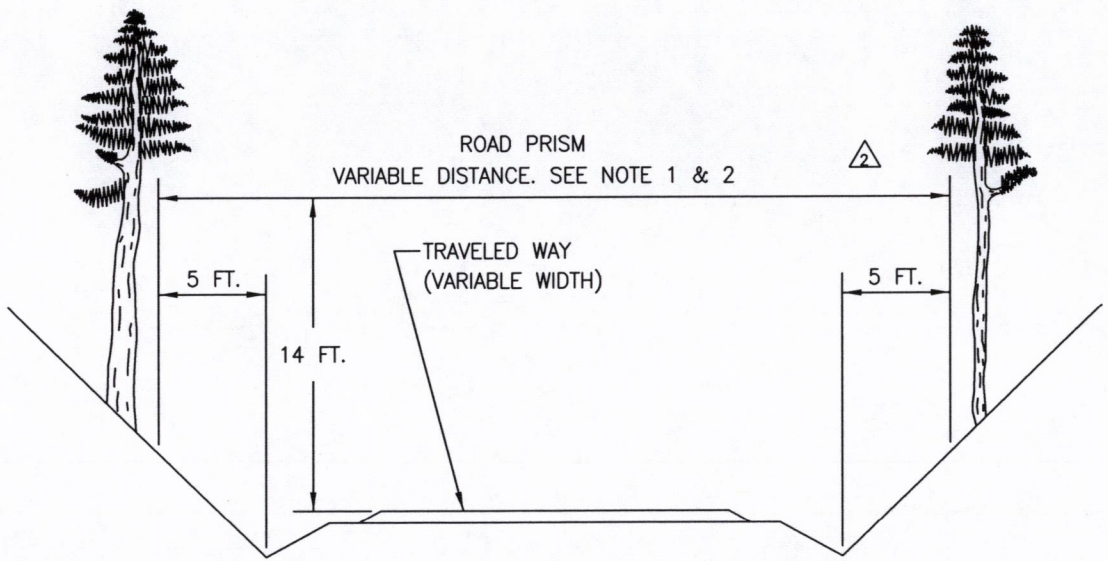 ROAD PRISM
VARIABLE DISTANCE. SEE NOTE 1 & 2
2
TRAVELED WAY
(VARIABLE WIDTH)
5 FT.
5 FT.
14 FT.